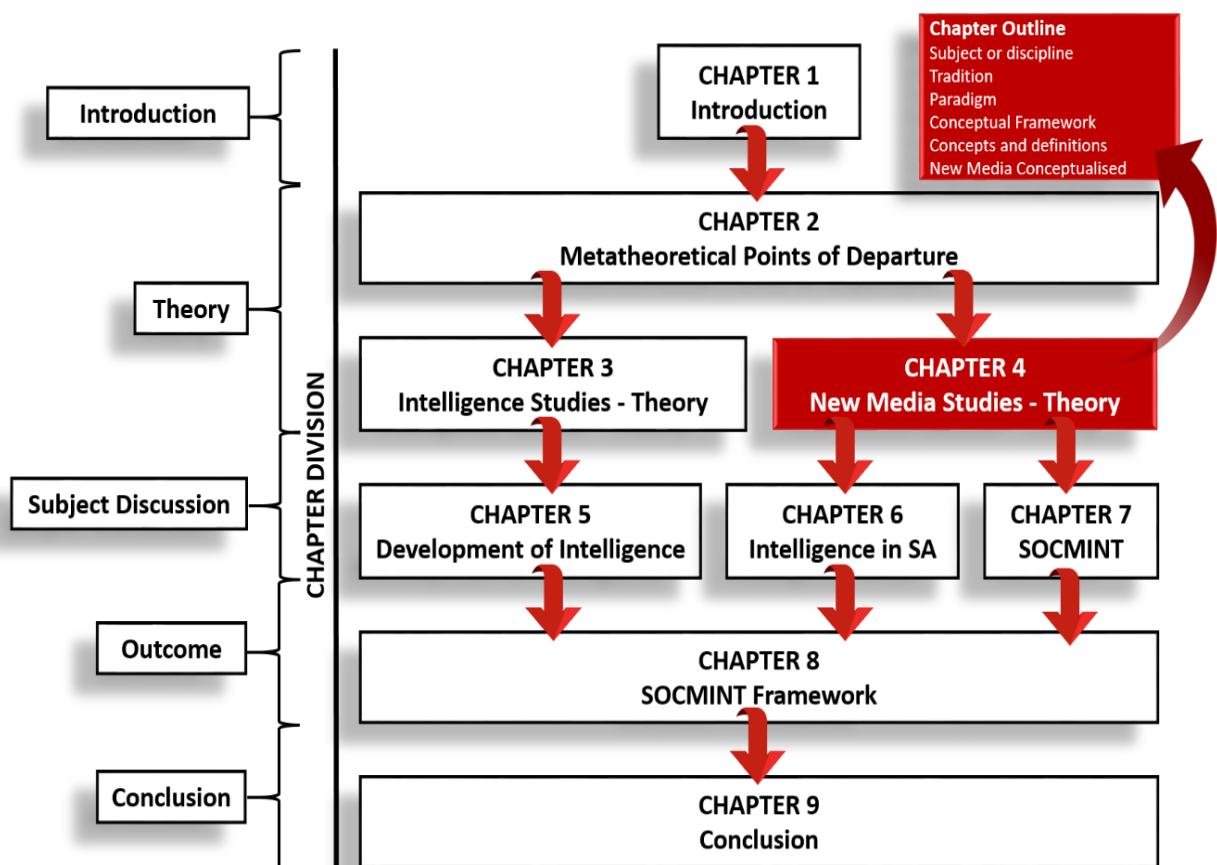 Chapter Outline
Subject or discipline
Tradition
Paradigm
Conceptual Framework
Concepts and definitions
New Media Conceptualised
CHAPTER 1
Introduction
Introduction
CHAPTER 2
Metatheoretical Points of Departure
Theory
CHAPTER 3
Intelligence Studies - Theory
CHAPTER 4
New Media Studies - Theory
CHAPTER DIVISION
Subject Discussion
CHAPTER 5
Development of Intelligence
CHAPTER 6
Intelligence in SA
CHAPTER 7
SOCMINT
Outcome
CHAPTER 8
SOCMINT Framework
Conclusion
CHAPTER 9
Conclusion